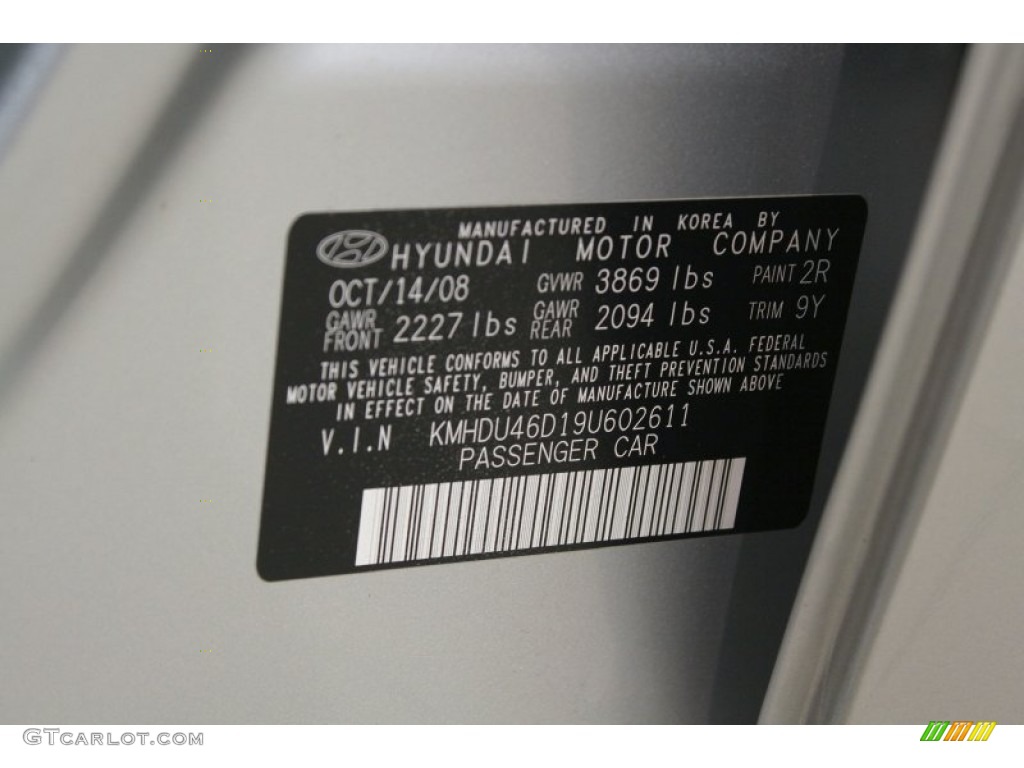 MANUFACTURED IN KOREA BY
HYUNDAI MOTOR COMPANY
OCT/14/08 GVWR 3869 lbs PAINT 2R
GAWR FRONT 2227 lbs GAWR REAR 2094 lbs TRIM 9Y
THIS VEHICLE CONFORMS TO ALL APPLICABLE U.S.A. FEDERAL
MOTOR VEHICLE SAFETY, BUMPER, AND THEFT PREVENTION STANDARDS
IN EFFECT ON THE DATE OF MANUFACTURE SHOWN ABOVE
V.I.N KMHDU46D19U602611
PASSENGER CAR
GTCARLOT.COM